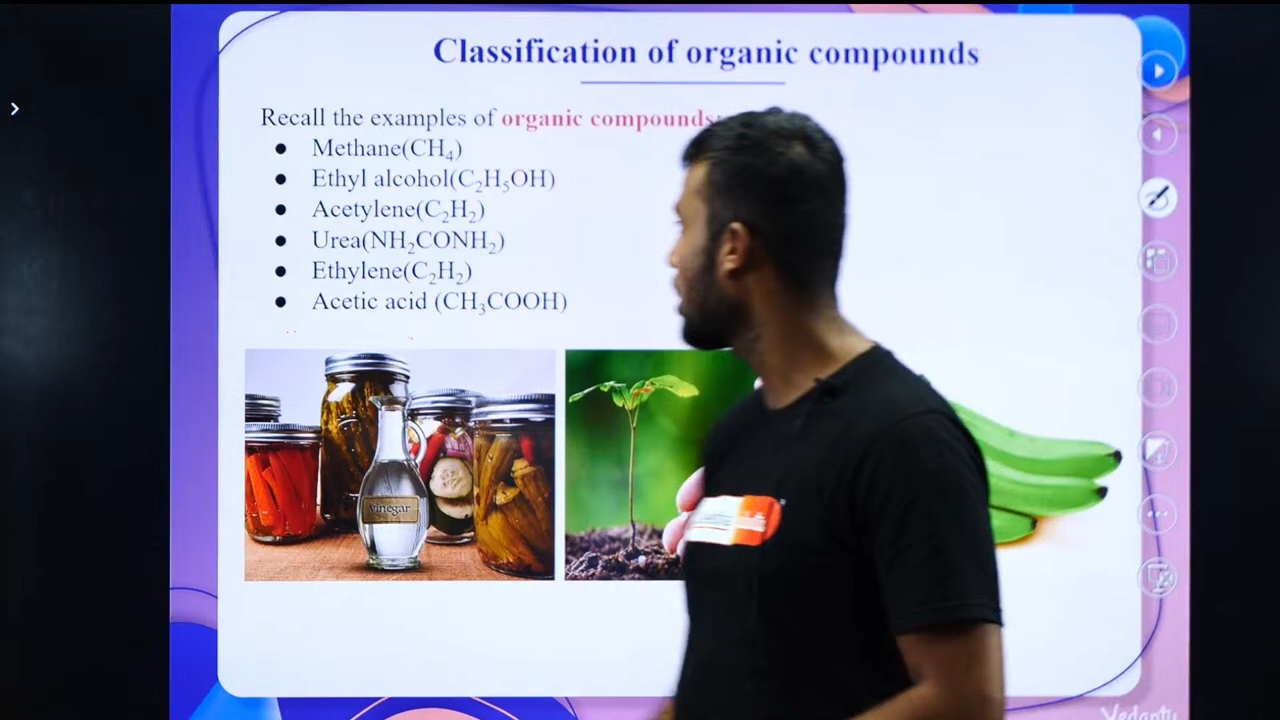 Classification of organic compounds
Recall the examples of organic compounds:
● Methane(CH₄)
● Ethyl alcohol(C₂H₅OH)
● Acetylene(C₂H₂)
● Urea(NH₂CONH₂)
● Ethylene(C₂H₂)
● Acetic acid (CH₃COOH)
vinegar
Vedantu